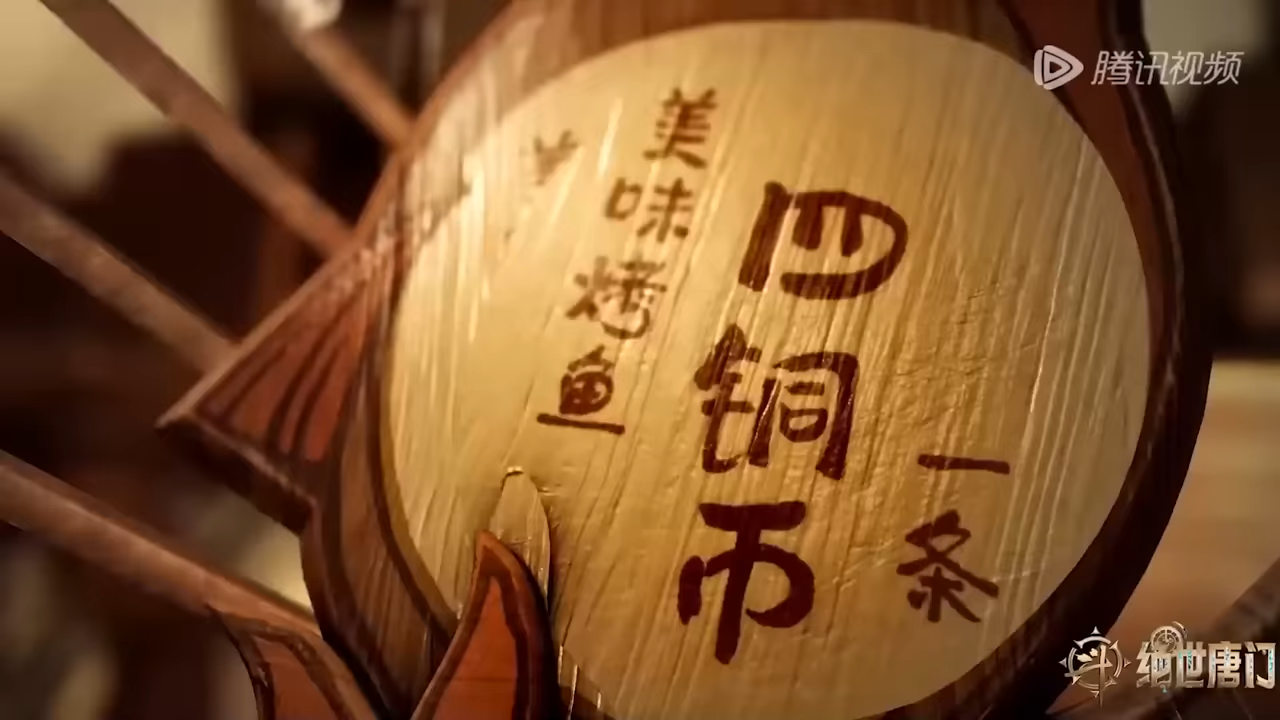 腾讯视频
美味烤鱼
四铜币
一条
绝世唐门